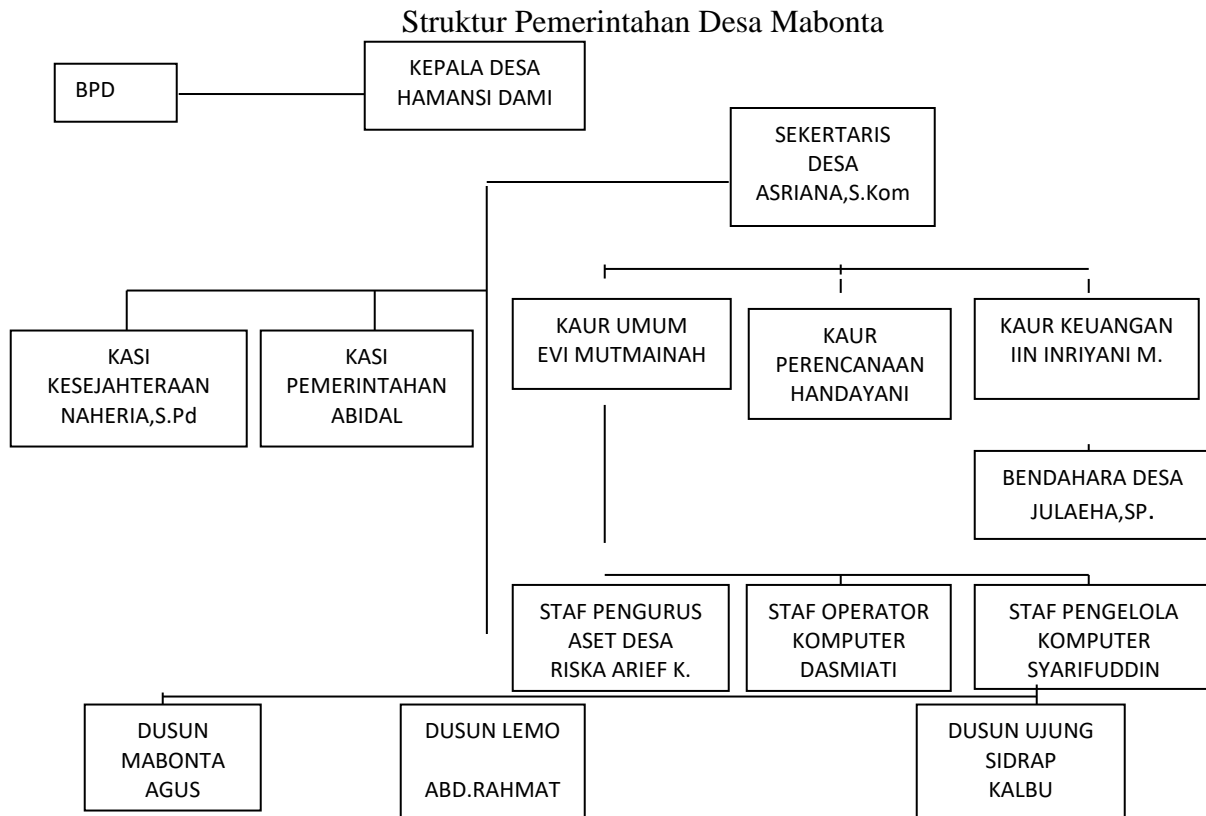 Struktur Pemerintahan Desa Mabonta
BPD
KEPALA DESA
HAMANSI DAMI
SEKERTARIS
DESA
ASRIANA,S.Kom
KASI
KESEJAHTERAAN
NAHERIA,S.Pd
KASI
PEMERINTAHAN
ABIDAL
KAUR UMUM
EVI MUTMAINAH
KAUR
PERENCANAAN
HANDAYANI
KAUR KEUANGAN
IIN INRIYANI M.
BENDAHARA DESA
JULAEHA,SP.
STAF PENGURUS
ASET DESA
RISKA ARIEF K.
STAF OPERATOR
KOMPUTER
DASMIATI
STAF PENGELOLA
KOMPUTER
SYARIFUDDIN
DUSUN
MABONTA
AGUS
DUSUN LEMO
ABD.RAHMAT
DUSUN UJUNG
SIDRAP
KALBU